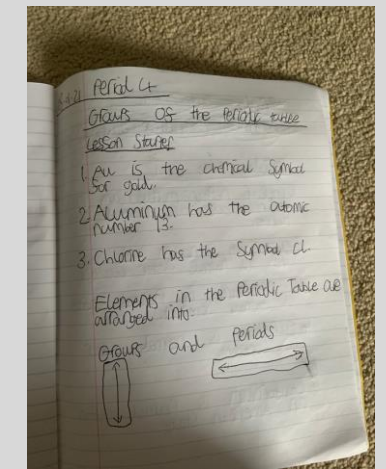 Period 4
Groups Of the Periodic table
Lesson Starter
1. Au is the chemical Symbol
for gold.
2. Aluminium has the atomic
number 13.
3. Chlorine has the Symbol cl
Elements in the Periodic Table are
arranged into:
Groups and Periods